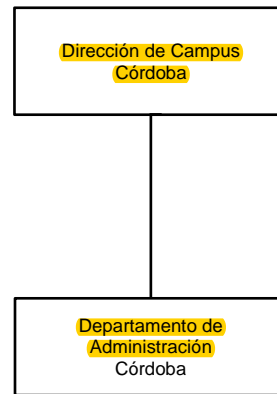 Dirección de Campus
Córdoba
Departamento de
Administración
Córdoba